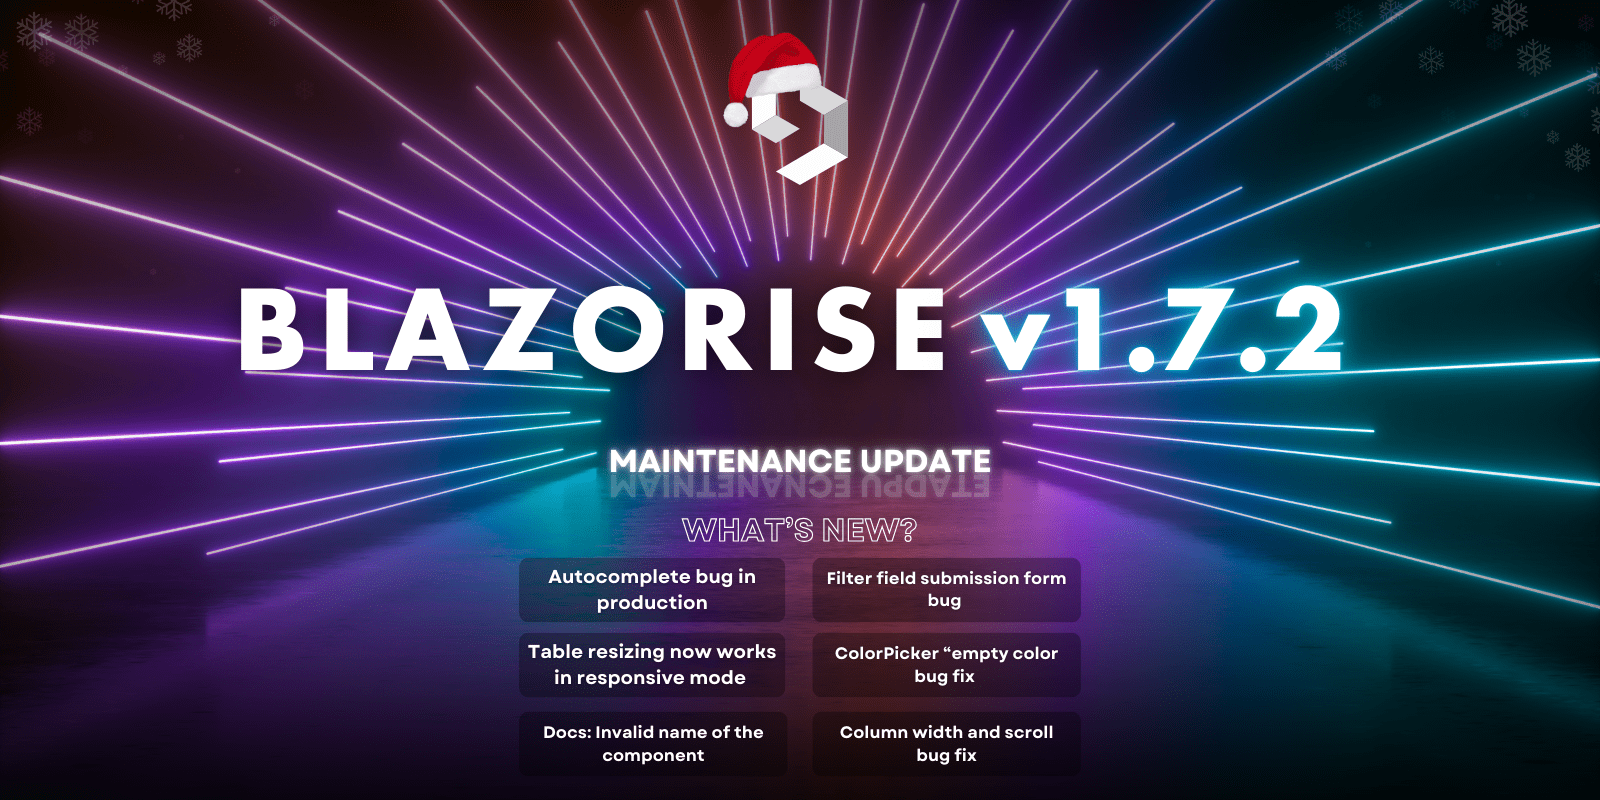 BLAZORISE v1.7.2
MAINTENANCE UPDATE
WHAT'S NEW?
Autocomplete bug in
production
Filter field submission form
bug
Table resizing now works
in responsive mode
ColorPicker “empty color
bug fix
Docs: Invalid name of the
component
Column width and scroll
bug fix